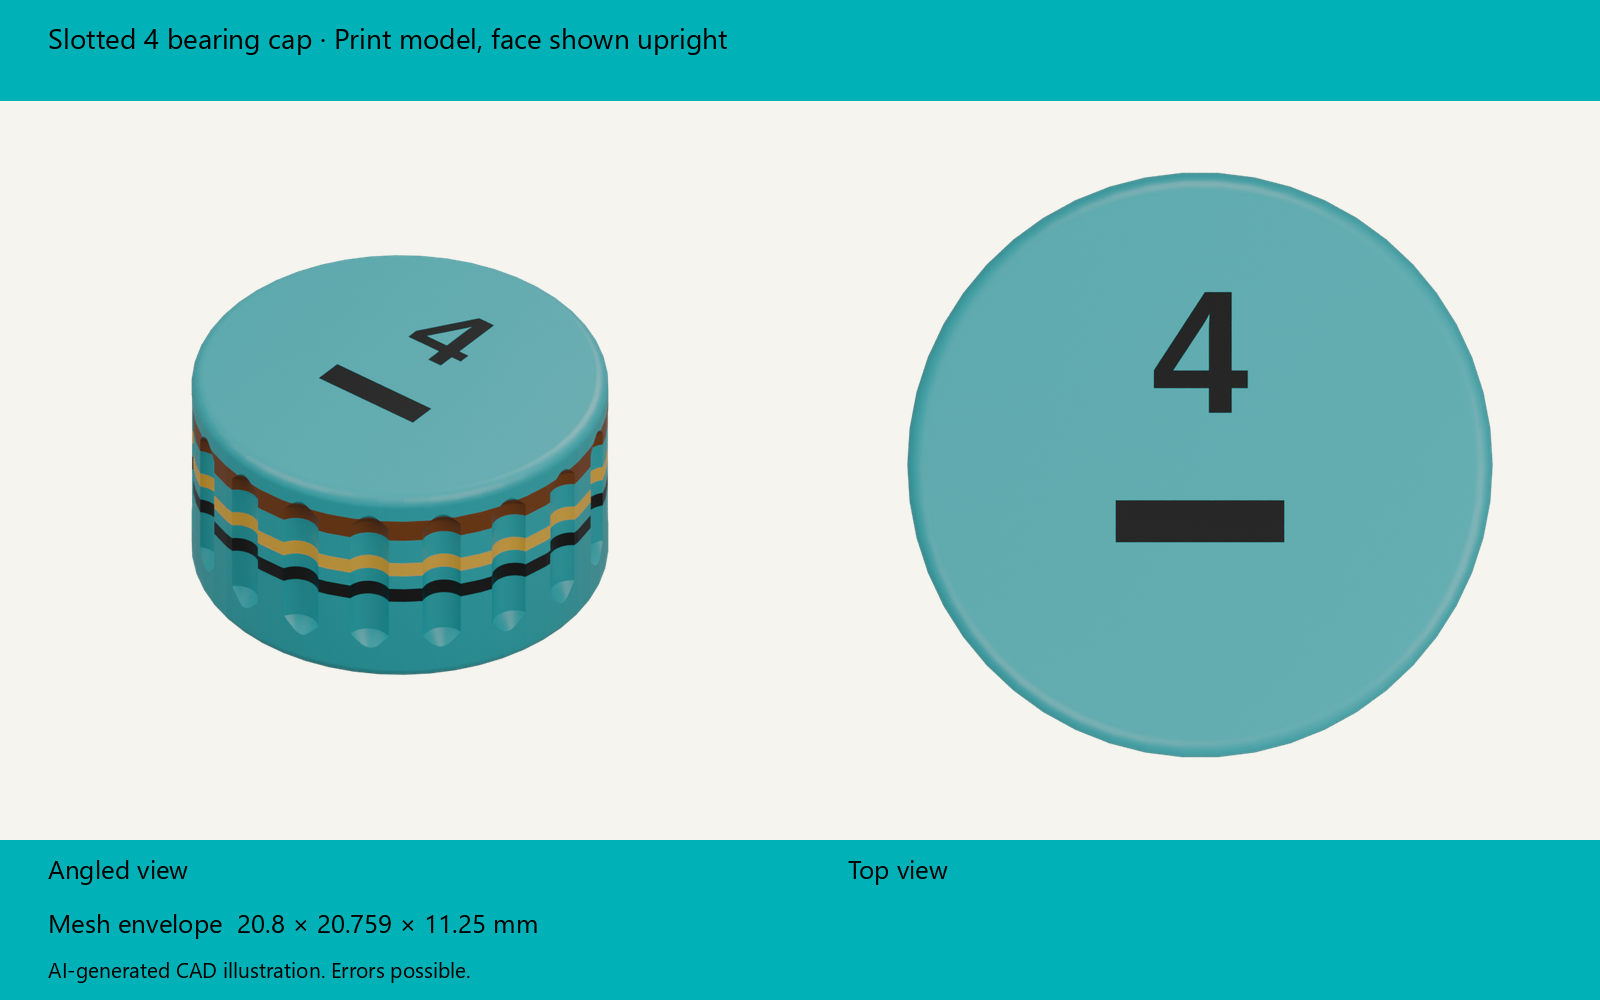 Slotted 4 bearing cap · Print model, face shown upright
4
4
Angled view
Top view
Mesh envelope 20.8 × 20.759 × 11.25 mm
AI-generated CAD illustration. Errors possible.